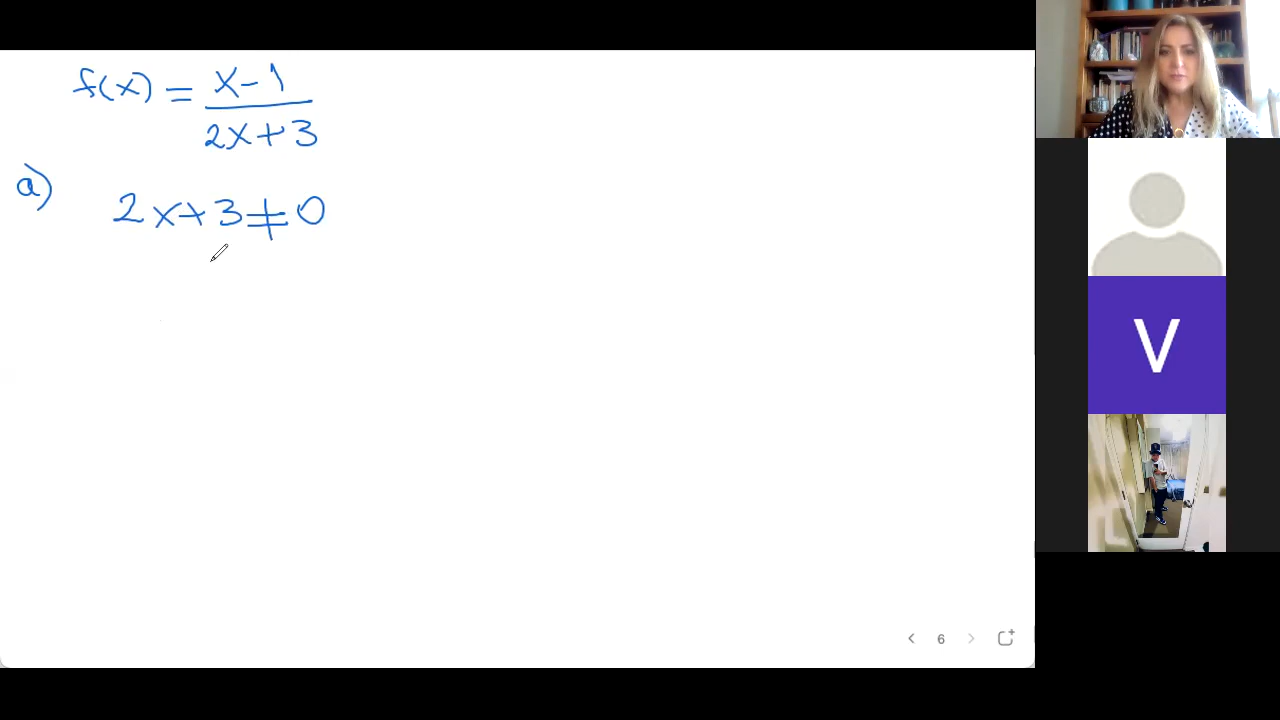 f(x) = x-1
2x+3
a)
2x+3≠0
V
6